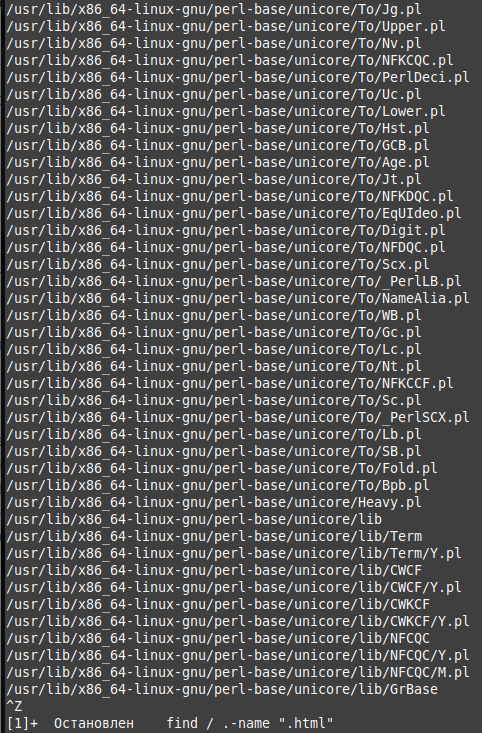 /usr/lib/x86_64-linux-gnu/perl-base/unicore/To/Jg.pl
/usr/lib/x86_64-linux-gnu/perl-base/unicore/To/Upper.pl
/usr/lib/x86_64-linux-gnu/perl-base/unicore/To/Nv.pl
/usr/lib/x86_64-linux-gnu/perl-base/unicore/To/NFKCQC.pl
/usr/lib/x86_64-linux-gnu/perl-base/unicore/To/PerlDeci.pl
/usr/lib/x86_64-linux-gnu/perl-base/unicore/To/Uc.pl
/usr/lib/x86_64-linux-gnu/perl-base/unicore/To/Lower.pl
/usr/lib/x86_64-linux-gnu/perl-base/unicore/To/Hst.pl
/usr/lib/x86_64-linux-gnu/perl-base/unicore/To/GCB.pl
/usr/lib/x86_64-linux-gnu/perl-base/unicore/To/Age.pl
/usr/lib/x86_64-linux-gnu/perl-base/unicore/To/Jt.pl
/usr/lib/x86_64-linux-gnu/perl-base/unicore/To/NFKDQC.pl
/usr/lib/x86_64-linux-gnu/perl-base/unicore/To/EqUIdeo.pl
/usr/lib/x86_64-linux-gnu/perl-base/unicore/To/Digit.pl
/usr/lib/x86_64-linux-gnu/perl-base/unicore/To/NFDQC.pl
/usr/lib/x86_64-linux-gnu/perl-base/unicore/To/Scx.pl
/usr/lib/x86_64-linux-gnu/perl-base/unicore/To/_PerlLB.pl
/usr/lib/x86_64-linux-gnu/perl-base/unicore/To/NameAlia.pl
/usr/lib/x86_64-linux-gnu/perl-base/unicore/To/WB.pl
/usr/lib/x86_64-linux-gnu/perl-base/unicore/To/Gc.pl
/usr/lib/x86_64-linux-gnu/perl-base/unicore/To/Lc.pl
/usr/lib/x86_64-linux-gnu/perl-base/unicore/To/Nt.pl
/usr/lib/x86_64-linux-gnu/perl-base/unicore/To/NFKCCF.pl
/usr/lib/x86_64-linux-gnu/perl-base/unicore/To/Sc.pl
/usr/lib/x86_64-linux-gnu/perl-base/unicore/To/_PerlSCX.pl
/usr/lib/x86_64-linux-gnu/perl-base/unicore/To/Lb.pl
/usr/lib/x86_64-linux-gnu/perl-base/unicore/To/SB.pl
/usr/lib/x86_64-linux-gnu/perl-base/unicore/To/Fold.pl
/usr/lib/x86_64-linux-gnu/perl-base/unicore/To/Bpb.pl
/usr/lib/x86_64-linux-gnu/perl-base/unicore/Heavy.pl
/usr/lib/x86_64-linux-gnu/perl-base/unicore/lib
/usr/lib/x86_64-linux-gnu/perl-base/unicore/lib/Term
/usr/lib/x86_64-linux-gnu/perl-base/unicore/lib/Term/Y.pl
/usr/lib/x86_64-linux-gnu/perl-base/unicore/lib/CWCF
/usr/lib/x86_64-linux-gnu/perl-base/unicore/lib/CWCF/Y.pl
/usr/lib/x86_64-linux-gnu/perl-base/unicore/lib/CWKCF
/usr/lib/x86_64-linux-gnu/perl-base/unicore/lib/CWKCF/Y.pl
/usr/lib/x86_64-linux-gnu/perl-base/unicore/lib/NFCQC
/usr/lib/x86_64-linux-gnu/perl-base/unicore/lib/NFCQC/Y.pl
/usr/lib/x86_64-linux-gnu/perl-base/unicore/lib/NFCQC/M.pl
/usr/lib/x86_64-linux-gnu/perl-base/unicore/lib/GrBase
^Z
[1]+  Остановлен    find / .-name ".html"